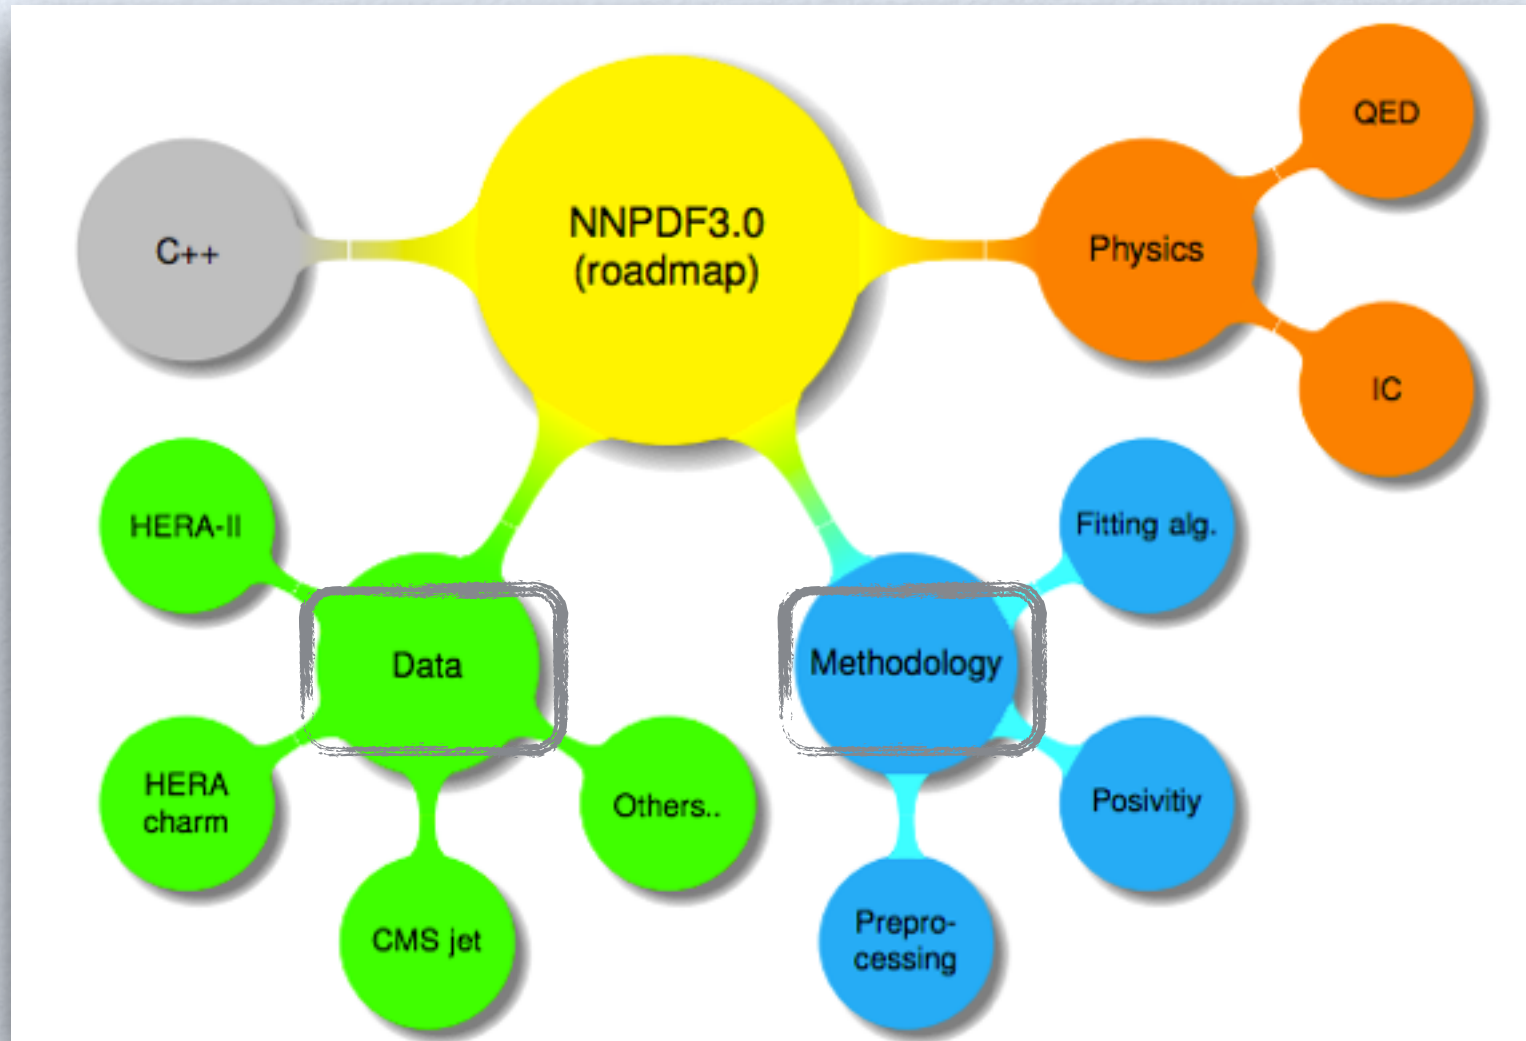 NNPDF3.0
(roadmap)
C++
Physics
QED
IC
HERA-II
Data
HERA
charm
CMS jet
Others..
Methodology
Fitting alg.
Posivitiy
Prepro-
cessing